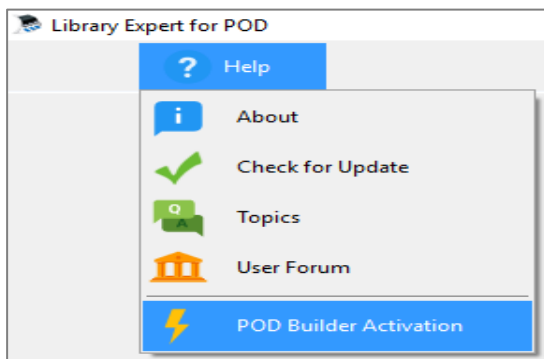 Library Expert for POD
? Help
i About
Check for Update
Q A Topics
User Forum
POD Builder Activation